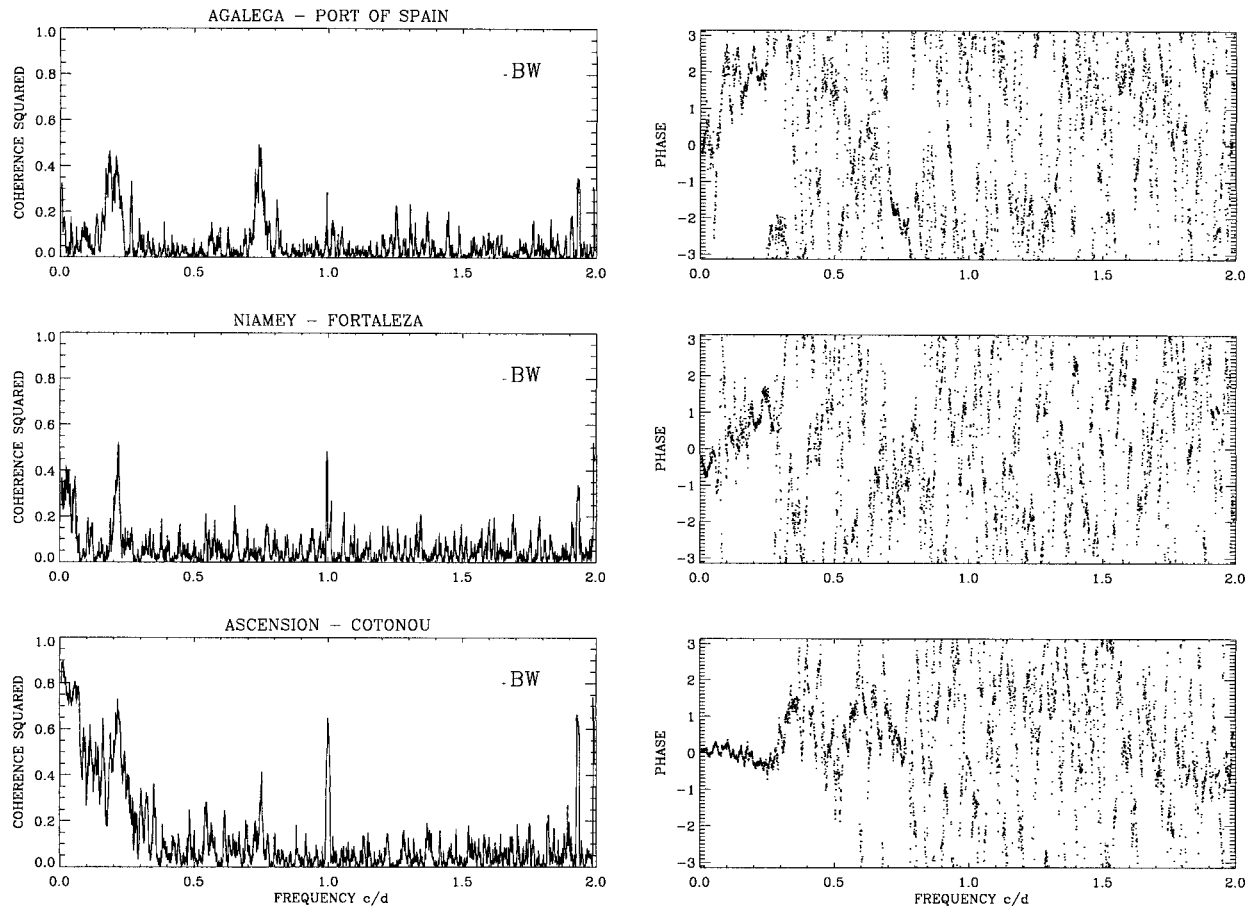 AGALEGA – PORT OF SPAIN
COHERENCE SQUARED
1.0
0.8
0.6
0.4
0.2
0.0
BW
0.0 0.5 1.0 1.5 2.0
PHASE
3
2
1
0
-1
-2
-3
0.0 0.5 1.0 1.5 2.0
NIAMEY – FORTALEZA
COHERENCE SQUARED
1.0
0.8
0.6
0.4
0.2
0.0
BW
0.0 0.5 1.0 1.5 2.0
PHASE
3
2
1
0
-1
-2
-3
0.0 0.5 1.0 1.5 2.0
ASCENSION – COTONOU
COHERENCE SQUARED
1.0
0.8
0.6
0.4
0.2
0.0
BW
0.0 0.5 1.0 1.5 2.0
FREQUENCY c/d
PHASE
3
2
1
0
-1
-2
-3
0.0 0.5 1.0 1.5 2.0
FREQUENCY c/d